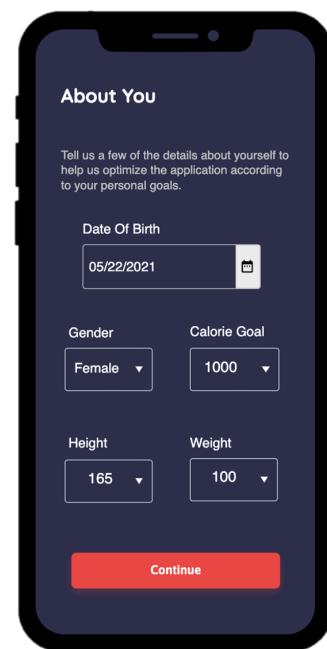 About You
Tell us a few of the details about yourself to
help us optimize the application according
to your personal goals.
Date Of Birth
05/22/2021
Gender
Calorie Goal
Female
1000
Height
Weight
165
100
Continue